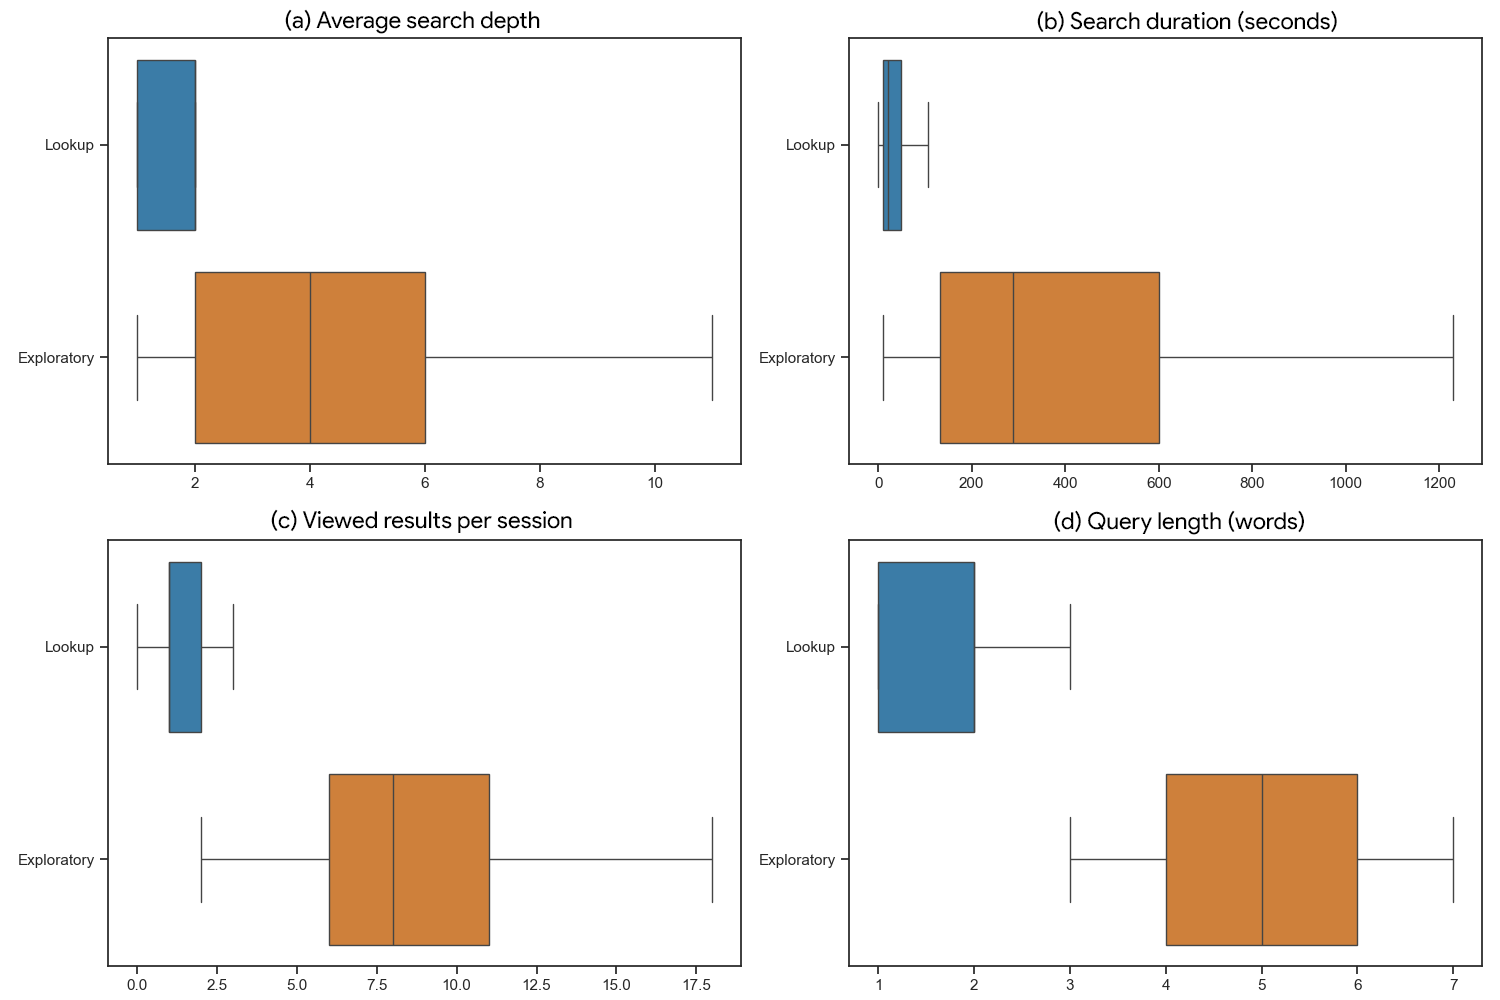 (a) Average search depth
Lookup
Exploratory
2 4 6 8 10
(b) Search duration (seconds)
Lookup
Exploratory
0 200 400 600 800 1000 1200
(c) Viewed results per session
Lookup
Exploratory
0.0 2.5 5.0 7.5 10.0 12.5 15.0 17.5
(d) Query length (words)
Lookup
Exploratory
1 2 3 4 5 6 7